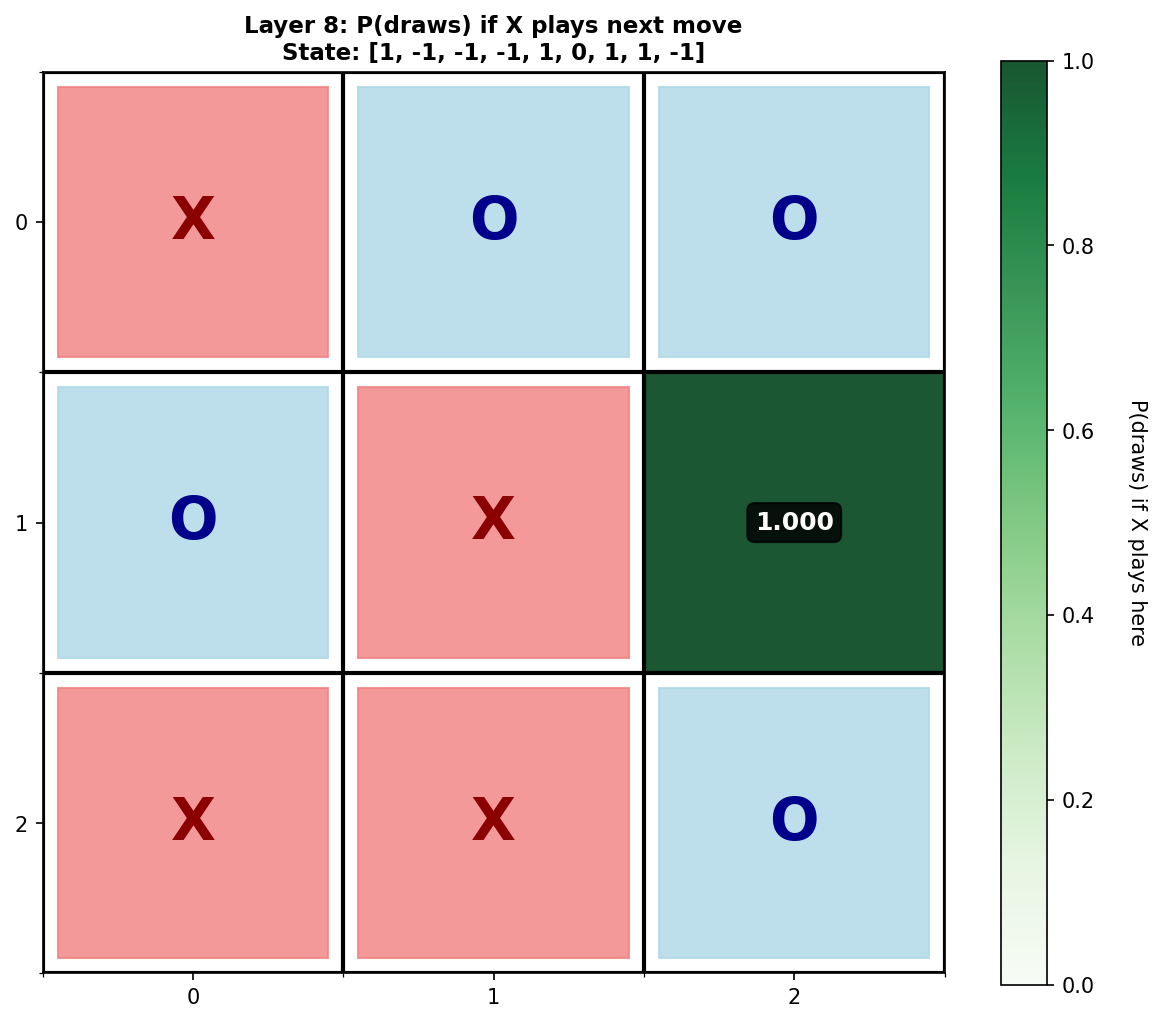 Layer 8: P(draws) if X plays next move
State: [1, -1, -1, -1, 1, 0, 1, 1, -1]
X
O
O
O
X
1.000
X
X
O
0
1
2
0
1
2
1.0
0.8
0.6
0.4
0.2
0.0
P(draws) if X plays here